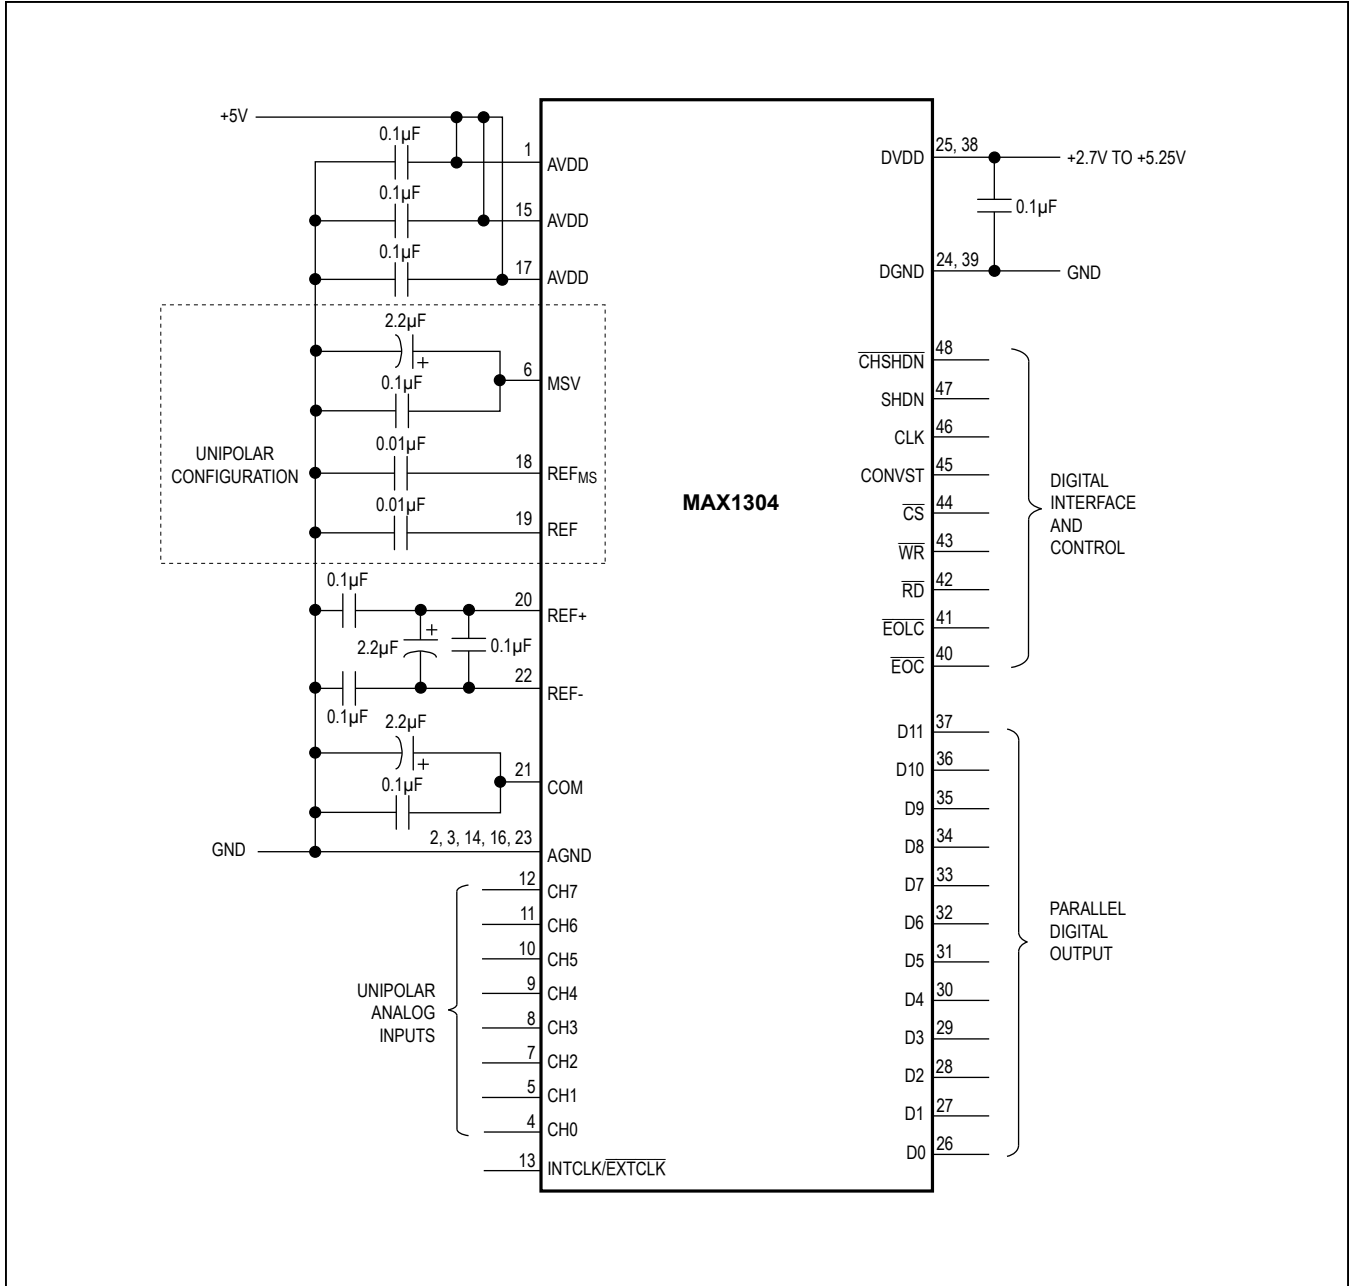 +5V
0.1µF
1
AVDD
0.1µF
15
AVDD
0.1µF
17
AVDD
2.2µF
+
6
MSV
0.1µF
UNIPOLAR
CONFIGURATION
0.01µF
18
REFMS
0.01µF
19
REF
0.1µF
20
REF+
+
2.2µF
0.1µF
22
REF-
0.1µF
2.2µF
+
21
COM
0.1µF
GND
2, 3, 14, 16, 23
AGND
12
CH7
11
CH6
10
CH5
9
CH4
8
CH3
7
CH2
5
CH1
4
CH0
UNIPOLAR
ANALOG
INPUTS
13
INTCLK/EXTCLK
MAX1304
DVDD
25, 38
+2.7V TO +5.25V
0.1µF
DGND
24, 39
GND
CHSHDN
48
SHDN
47
CLK
46
CONVST
45
CS
44
WR
43
RD
42
EOLC
41
EOC
40
DIGITAL
INTERFACE
AND
CONTROL
D11
37
D10
36
D9
35
D8
34
D7
33
D6
32
D5
31
D4
30
D3
29
D2
28
D1
27
D0
26
PARALLEL
DIGITAL
OUTPUT